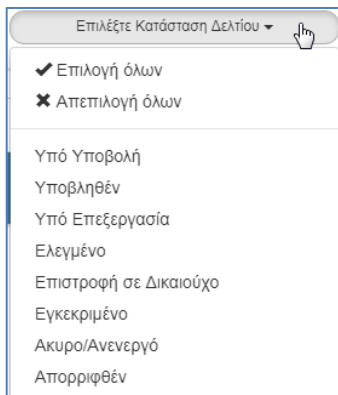 Επιλέξτε Κατάσταση Δελτίου
Επιλογή όλων
Απεπιλογή όλων
Υπό Υποβολή
Υποβληθέν
Υπό Επεξεργασία
Ελεγμένο
Επιστροφή σε Δικαιούχο
Εγκεκριμένο
Ακυρο/Ανενεργό
Απορριφθέν